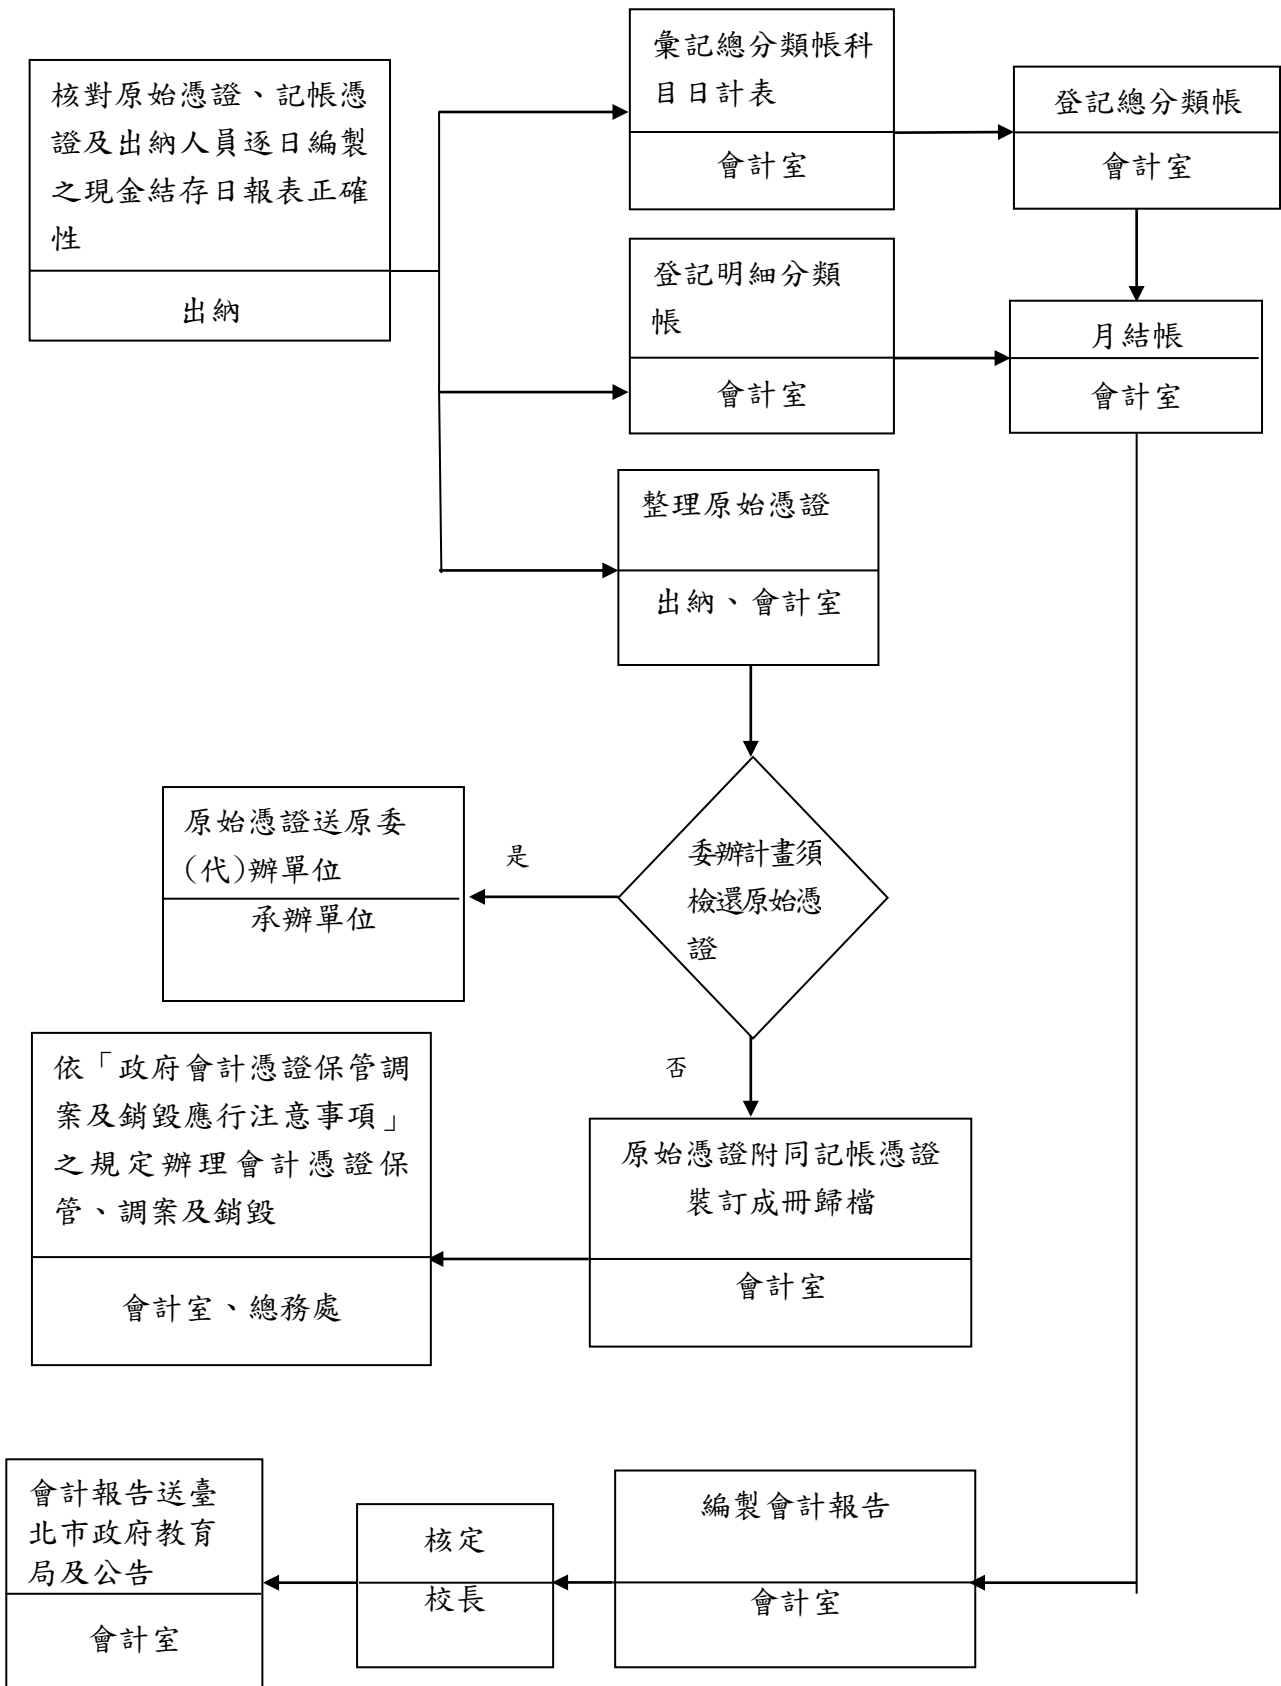 核對原始憑證、記帳憑
證及出納人員逐日編製
之現金結存日報表正確
性
出納
彙記總分類帳科
目日計表
會計室
登記總分類帳
會計室
登記明細分類
帳
會計室
月結帳
會計室
整理原始憑證
出納、會計室
委辦計畫須
檢還原始憑
證
是
原始憑證送原委
(代)辦單位
承辦單位
否
原始憑證附同記帳憑證
裝訂成冊歸檔
會計室
依「政府會計憑證保管調
案及銷毀應行注意事項」
之規定辦理會計憑證保
管、調案及銷毀
會計室、總務處
編製會計報告
會計室
核定
校長
會計報告送臺
北市政府教育
局及公告
會計室